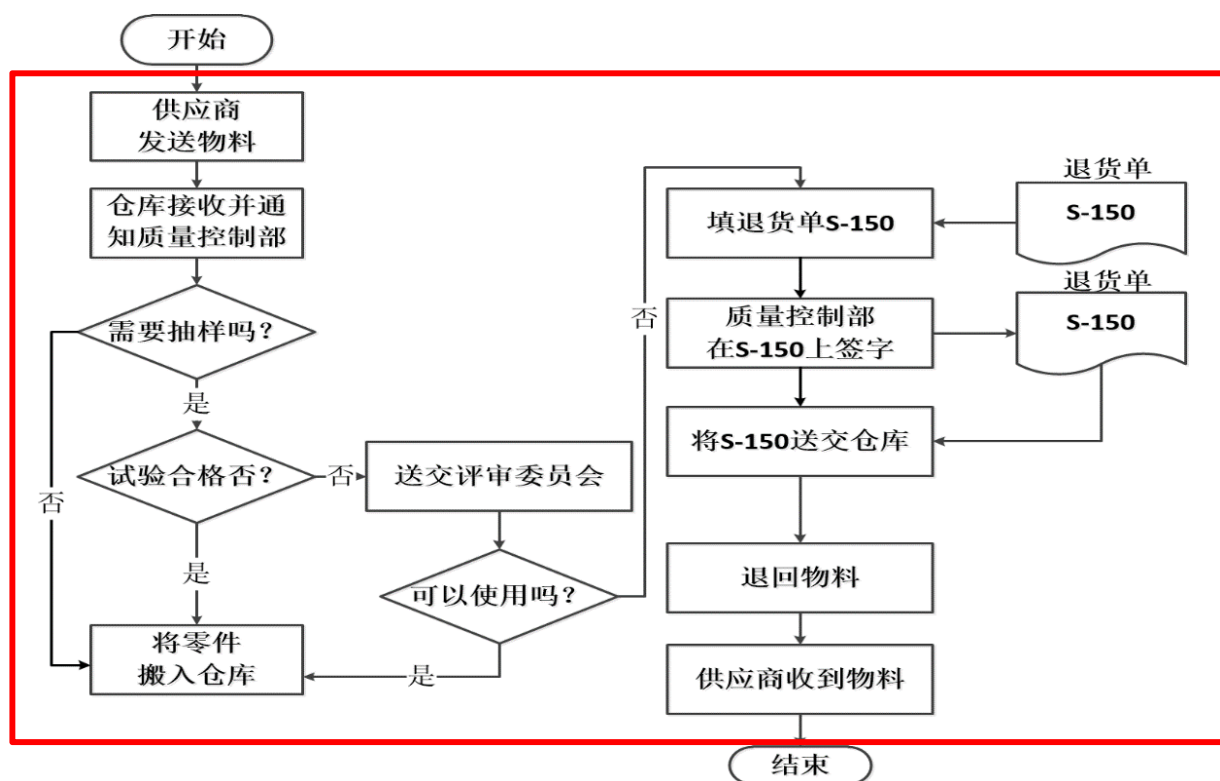 开始
供应商
发送物料
仓库接收并通
知质量控制部
需要抽样吗?
是
试验合格否?
否
送交评审委员会
否
是
可以使用吗?
将零件
搬入仓库
是
否
填退货单S-150
退货单
S-150
质量控制部
在S-150上签字
退货单
S-150
将S-150送交仓库
退回物料
供应商收到物料
结束